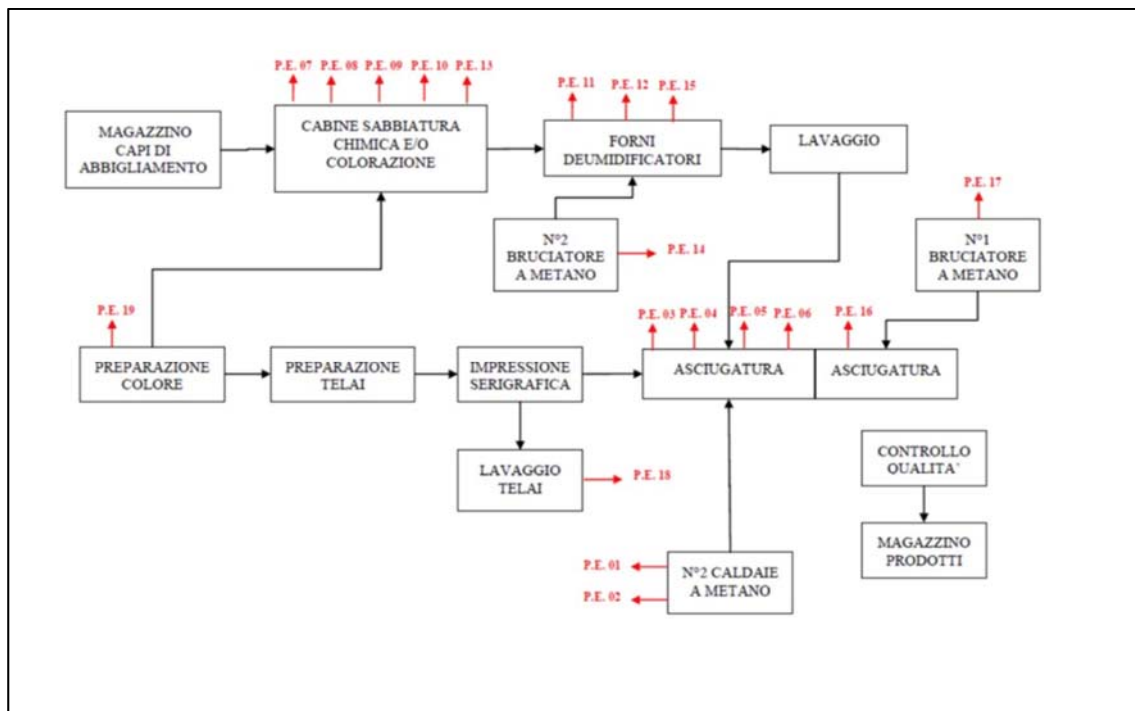 P.E. 07 P.E. 08 P.E. 09 P.E. 10 P.E. 13
P.E. 11 P.E. 12 P.E. 15
MAGAZZINO
CAPI DI
ABBIGLIAMENTO
CABINE SABBIATURA
CHIMICA E/O
COLORAZIONE
FORNI
DEUMIDIFICATORI
LAVAGGIO
P.E. 17
N°2
BRUCIATORE
A METANO
P.E. 14
N°1
BRUCIATORE
A METANO
P.E. 19
P.E. 03 P.E. 04 P.E. 05 P.E. 06 P.E. 16
PREPARAZIONE
COLORE
PREPARAZIONE
TELAI
IMPRESSIONE
SERIGRAFICA
ASCIUGATURA
ASCIUGATURA
LAVAGGIO
TELAI
P.E. 18
CONTROLLO
QUALITA`
MAGAZZINO
PRODOTTI
P.E. 01
P.E. 02
N°2 CALDAIE
A METANO